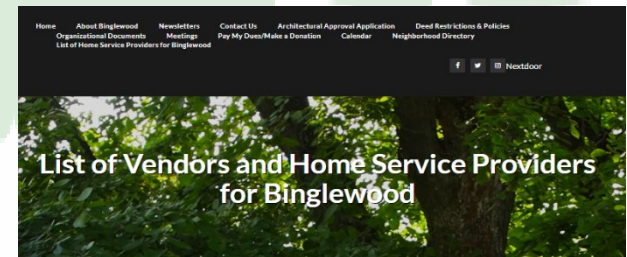 Home About Binglewood Newsletters Contact Us Architectural Approval Application Deed Restrictions & Policies
Organizational Documents Meetings Pay My Dues/Make a Donation Calendar Neighborhood Directory
List of Home Service Providers for Binglewood
Nextdoor
List of Vendors and Home Service Providers
for Binglewood